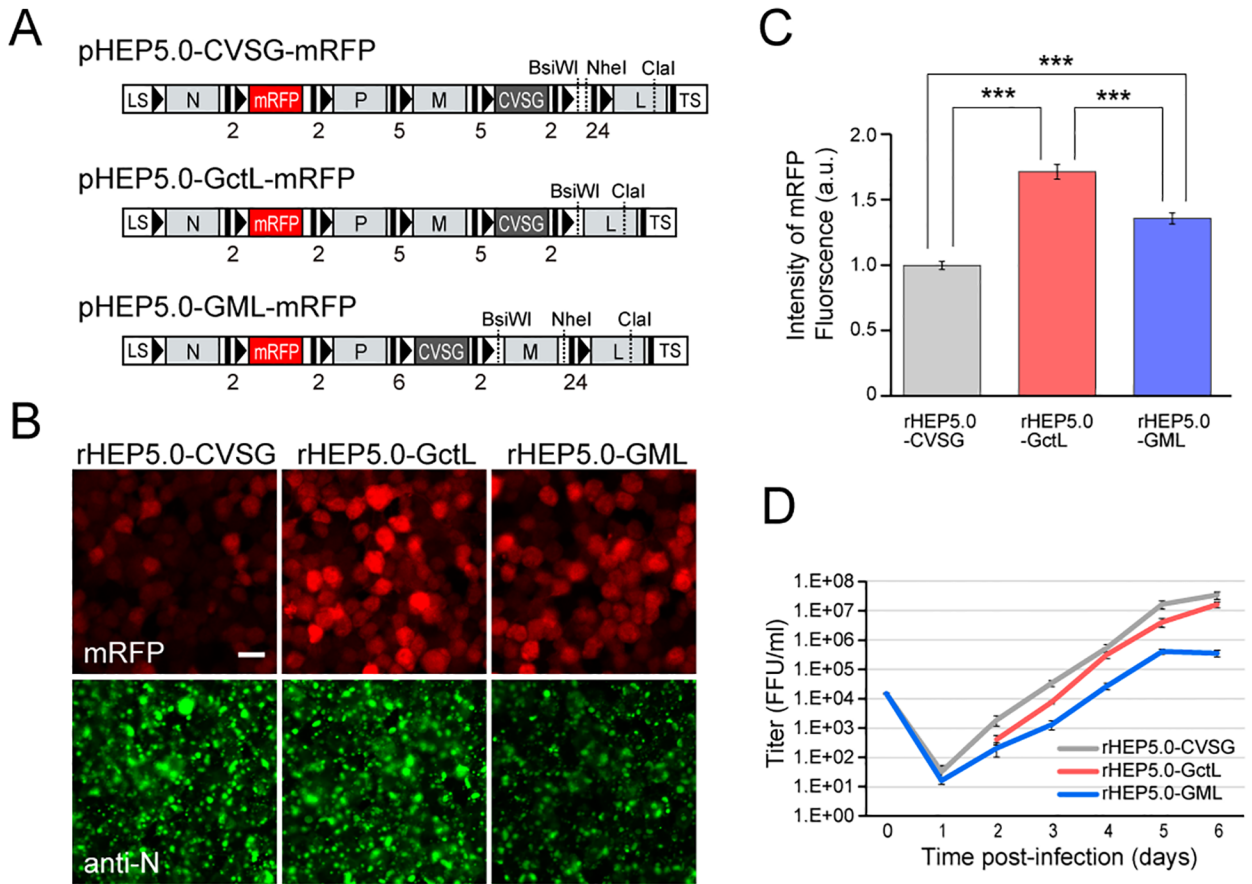 A
pHEP5.0-CVSG-mRFP
BsiWI NheI ClaI
LS N mRFP P M CVSG L TS
2 2 5 5 2 24
pHEP5.0-GctL-mRFP
BsiWI ClaI
LS N mRFP P M CVSG L TS
2 2 5 5 2
pHEP5.0-GML-mRFP
BsiWI NheI ClaI
LS N mRFP P CVSG M L TS
2 2 6 2 24
B
rHEP5.0-CVSG rHEP5.0-GctL rHEP5.0-GML
mRFP
anti-N
C
***
*** ***
Intensity of mRFP
Fluorescence (a.u.)
2.0
1.5
1.0
0.5
0
rHEP5.0 rHEP5.0 rHEP5.0
-CVSG -GctL -GML
D
Titer (FFU/ml)
1.E+08
1.E+07
1.E+06
1.E+05
1.E+04
1.E+03
1.E+02
1.E+01
1.E+00
rHEP5.0-CVSG
rHEP5.0-GctL
rHEP5.0-GML
0 1 2 3 4 5 6
Time post-infection (days)